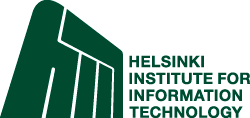 HELSINKI
INSTITUTE FOR
INFORMATION
TECHNOLOGY